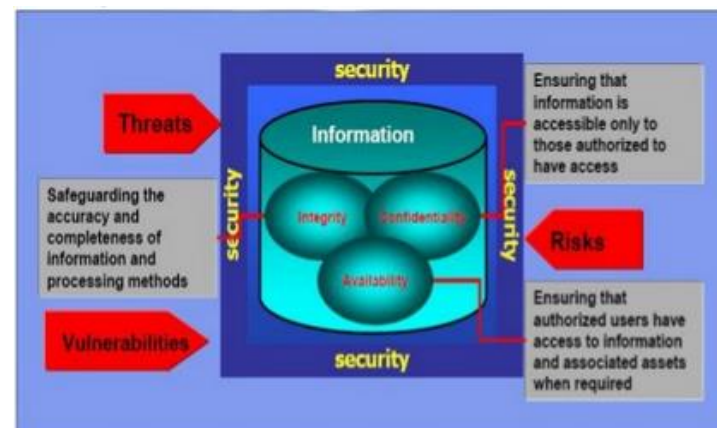 security
Threats
Information
Ensuring that
information is
accessible only to
those authorized to
have access
Safeguarding the
accuracy and
completeness of
information and
processing methods
security
Integrity
Confidentiality
security
Risks
Availability
Vulnerabilities
security
Ensuring that
authorized users have
access to information
and associated assets
when required